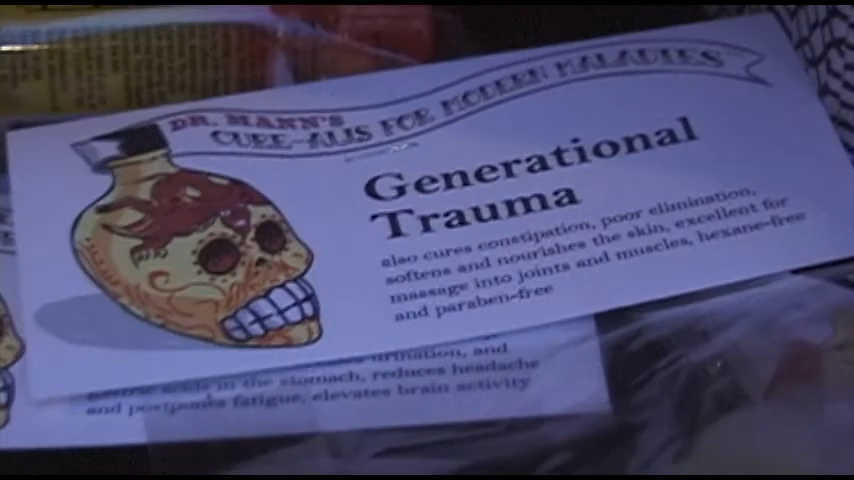 DR. MANN'S
CURE-ALLS FOR MODERN MALADIES
Generational
Trauma
also cures constipation, poor elimination,
softens and nourishes the skin, excellent for
massage into joints and muscles, hexane-free
and paraben-free
urination, and
gastric acids in the stomach, reduces headache
and postpones fatigue, elevates brain activity